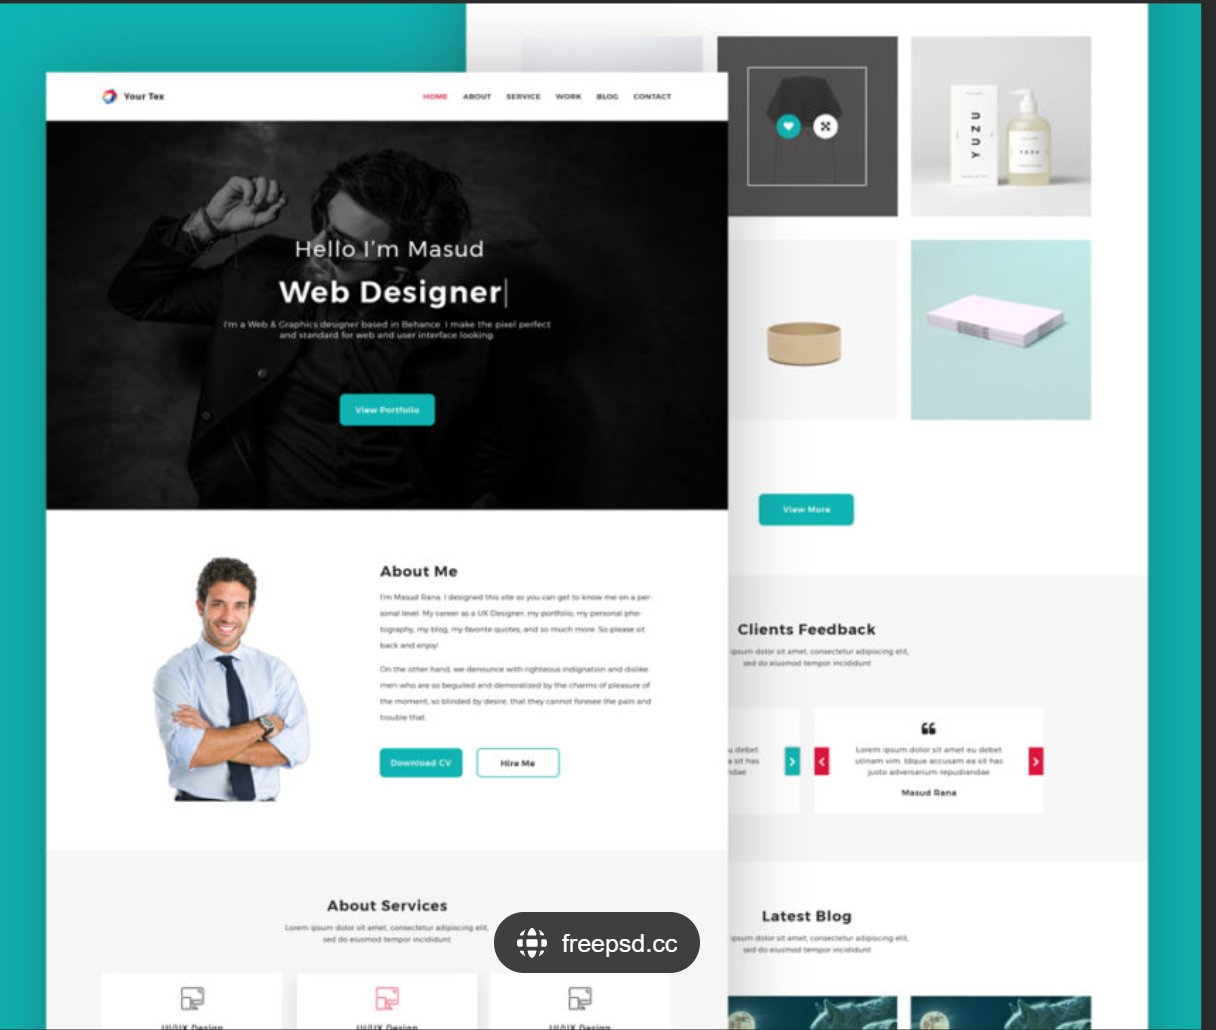 Your Tex
HOME ABOUT SERVICE WORK BLOG CONTACT
Hello I'm Masud
Web Designer
I'm a Web & Graphics designer based in Behance. I make the pixel perfect
and standard for web and user interface looking.
View Portfolio
About Me
I'm Masud Rana. I designed this site so you can get to know me on a per-
sonal level. My career as a UX Designer, my portfolio, my personal pho-
tography, my blog, my favorite quotes, and so much more. So please sit
back and enjoy!
On the other hand, we denounce with righteous indignation and dislike
men who are so beguiled and demoralized by the charms of pleasure of
the moment, so blinded by desire, that they cannot foresee the pain and
trouble that
Download CV
Hire Me
About Services
Lorem ipsum dolor sit amet, consectetur adipiscing elit,
sed do eiusmod tempor incididunt
UI/UX Design
UI/UX Design
UI/UX Design
YUZU
YUZU
View More
Clients Feedback
ipsum dolor sit amet, consectetur adipiscing elit,
sed do eiusmod tempor incididunt
debet
sit has
Lorem ipsum dolor sit amet eu debet
utinam vim. Idque accusam ea sit has
justo adversarium repudiandae
Masud Rana
Latest Blog
ipsum dolor sit amet, consectetur adipiscing elit,
sed do eiusmod tempor incididunt
freepsd.cc